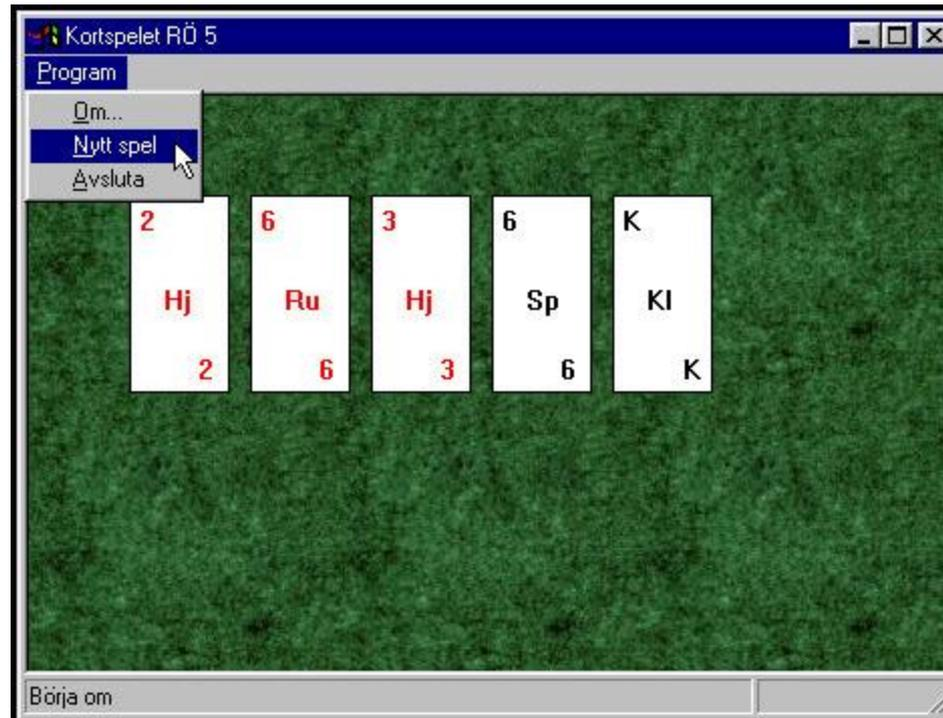 Kortspelet RÖ 5
Program
Om...
Nytt spel
Avsluta
2 6 3 6 K
Hj Ru Hj Sp Kl
2 6 3 6 K
Börja om